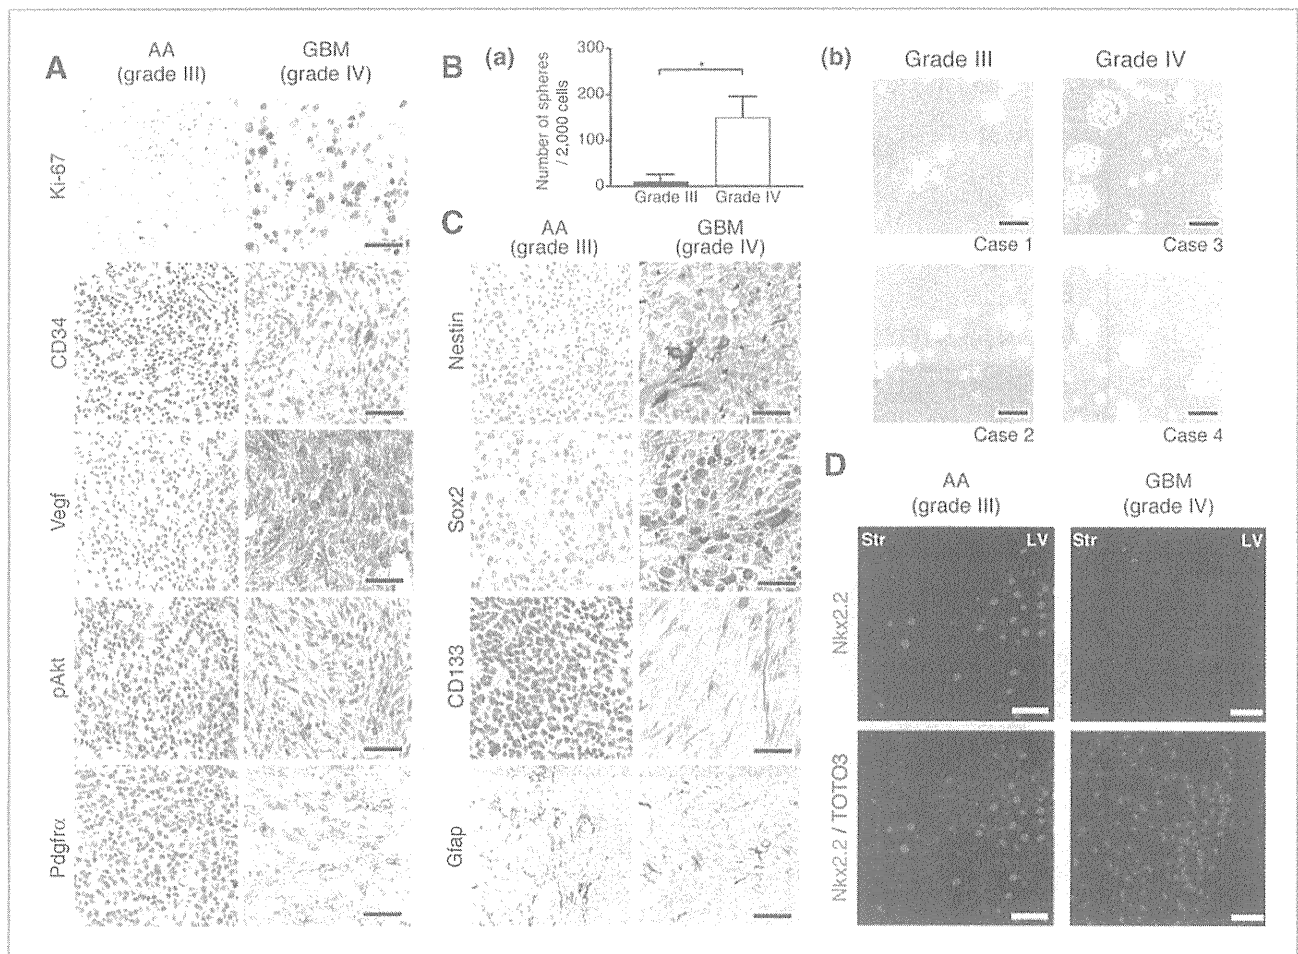 A
AA
(grade III)
GBM
(grade IV)
Ki-67
CD34
Vegf
pAkt
Pdgfrα
B
(a)
Number of spheres
/ 2,000 cells
300
200
100
0
*
Grade III
Grade IV
(b)
Grade III
Grade IV
Case 1
Case 3
Case 2
Case 4
C
AA
(grade III)
GBM
(grade IV)
Nestin
Sox2
CD133
Gfap
D
AA
(grade III)
GBM
(grade IV)
Str
LV
Str
LV
Nkx2.2
Nkx2.2 / TOTO3